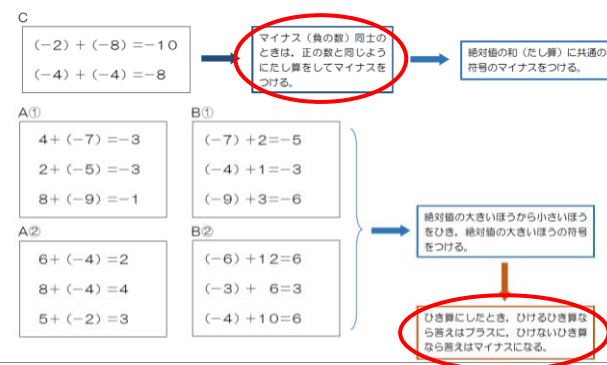 C
(−2)+(−8)=−10
(−4)+(−4)=−8
マイナス（負の数）同士の
ときは，正の数と同じよう
にたし算をしてマイナスを
つける。
絶対値の和（たし算）に共通の
符号のマイナスをつける。
A①
4+(−7)=−3
2+(−5)=−3
8+(−9)=−1
B①
(−7)+2=−5
(−4)+1=−3
(−9)+3=−6
A②
6+(−4)=2
8+(−4)=4
5+(−2)=3
B②
(−6)+12=6
(−3)+ 6=3
(−4)+10=6
絶対値の大きいほうから小さいほう
をひき，絶対値の大きいほうの符号
をつける。
ひき算にしたとき，ひけるひき算な
ら答えはプラスに，ひけないひき算
なら答えはマイナスになる。